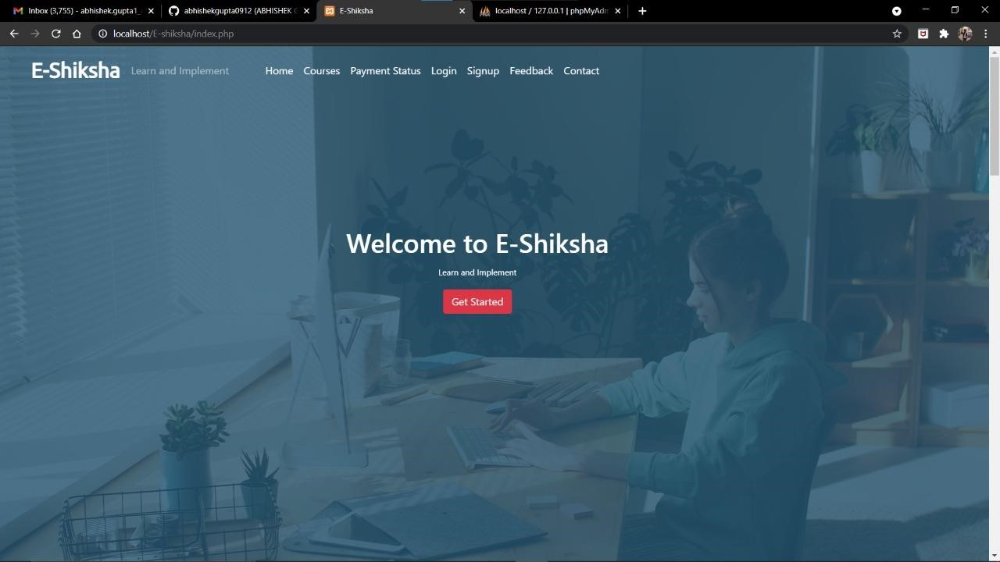 Inbox (3,755) - abhishek.gupta1_
abhishekgupta0912 (ABHISHEK G
E-Shiksha
localhost / 127.0.0.1 | phpMyAdm
localhost/E-shiksha/index.php
E-Shiksha Learn and Implement Home Courses Payment Status Login Signup Feedback Contact
Welcome to E-Shiksha
Learn and Implement
Get Started